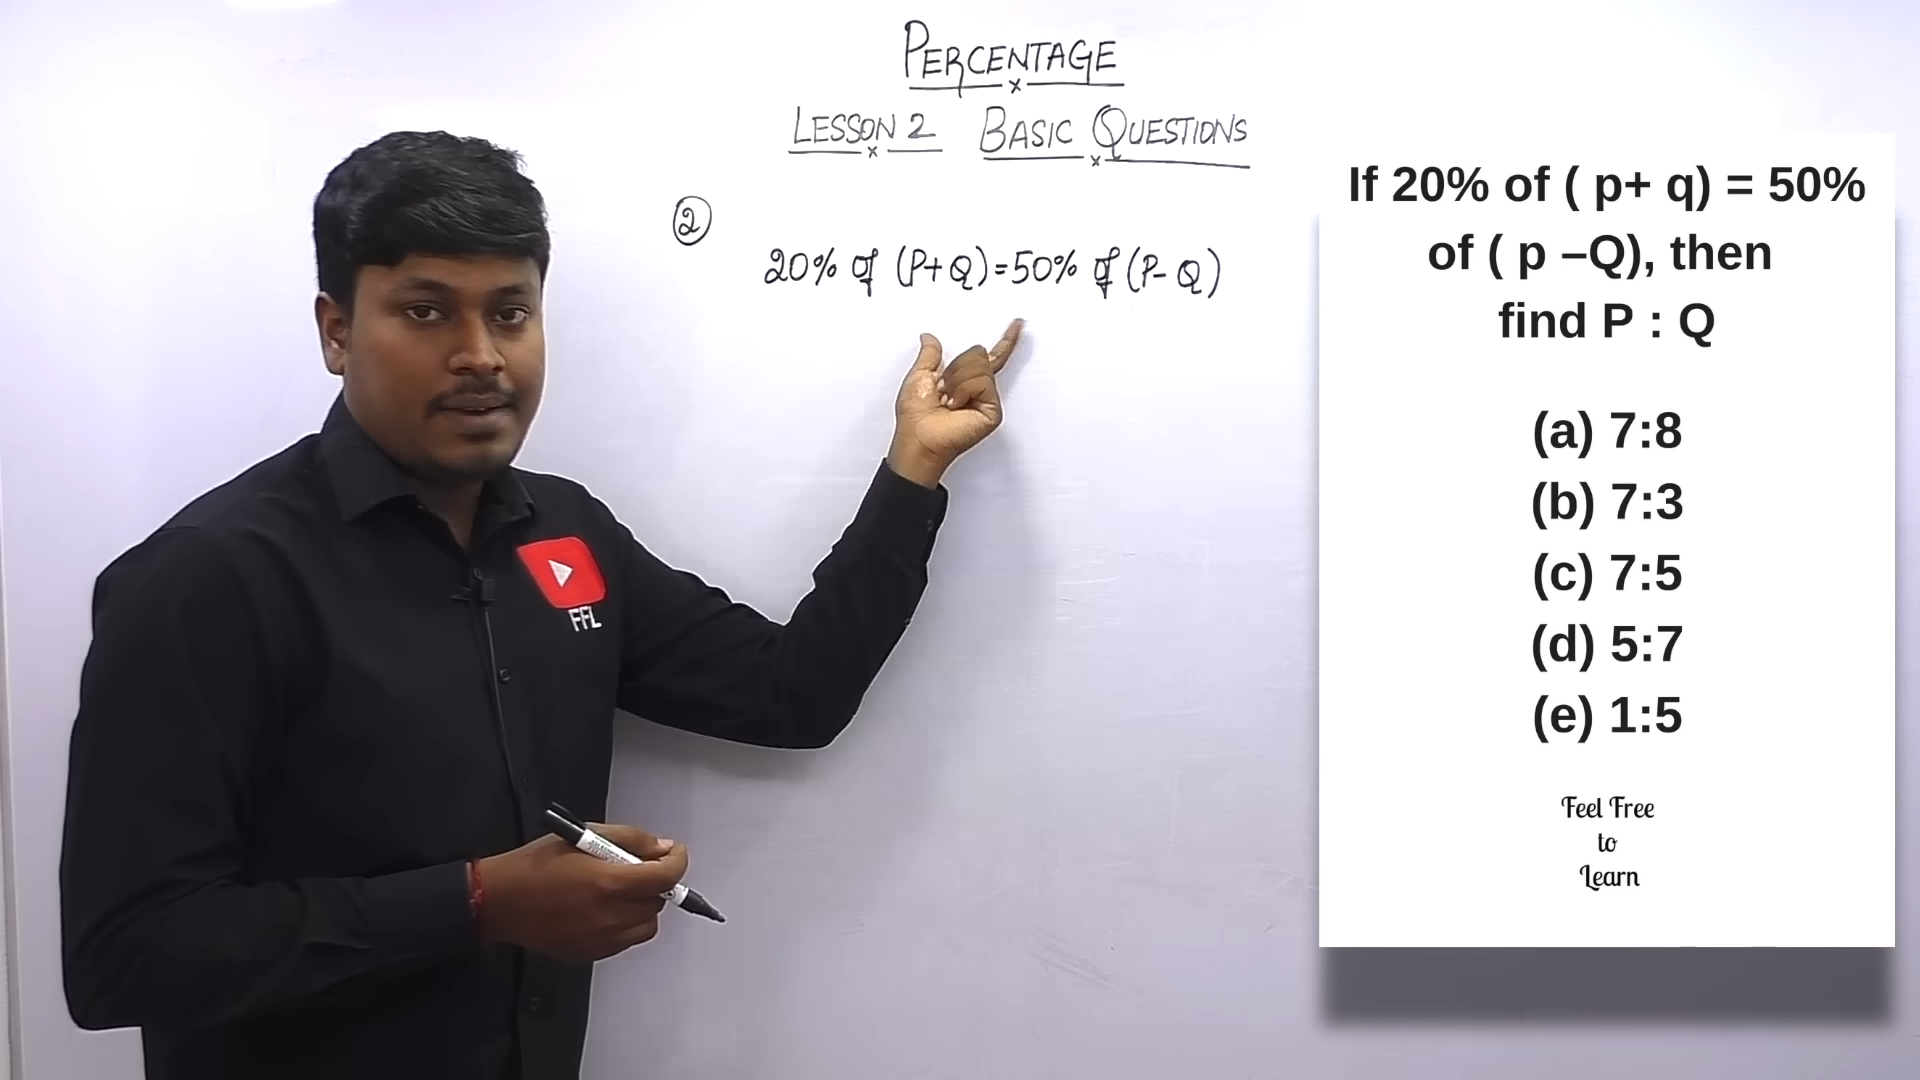 PERCENTAGE
LESSON 2 BASIC QUESTIONS
2
20% of (P+Q)=50% of (P-Q)
FFL
If 20% of ( p+ q) = 50%
of ( p –Q), then
find P : Q
(a) 7:8
(b) 7:3
(c) 7:5
(d) 5:7
(e) 1:5
Feel Free
to
Learn